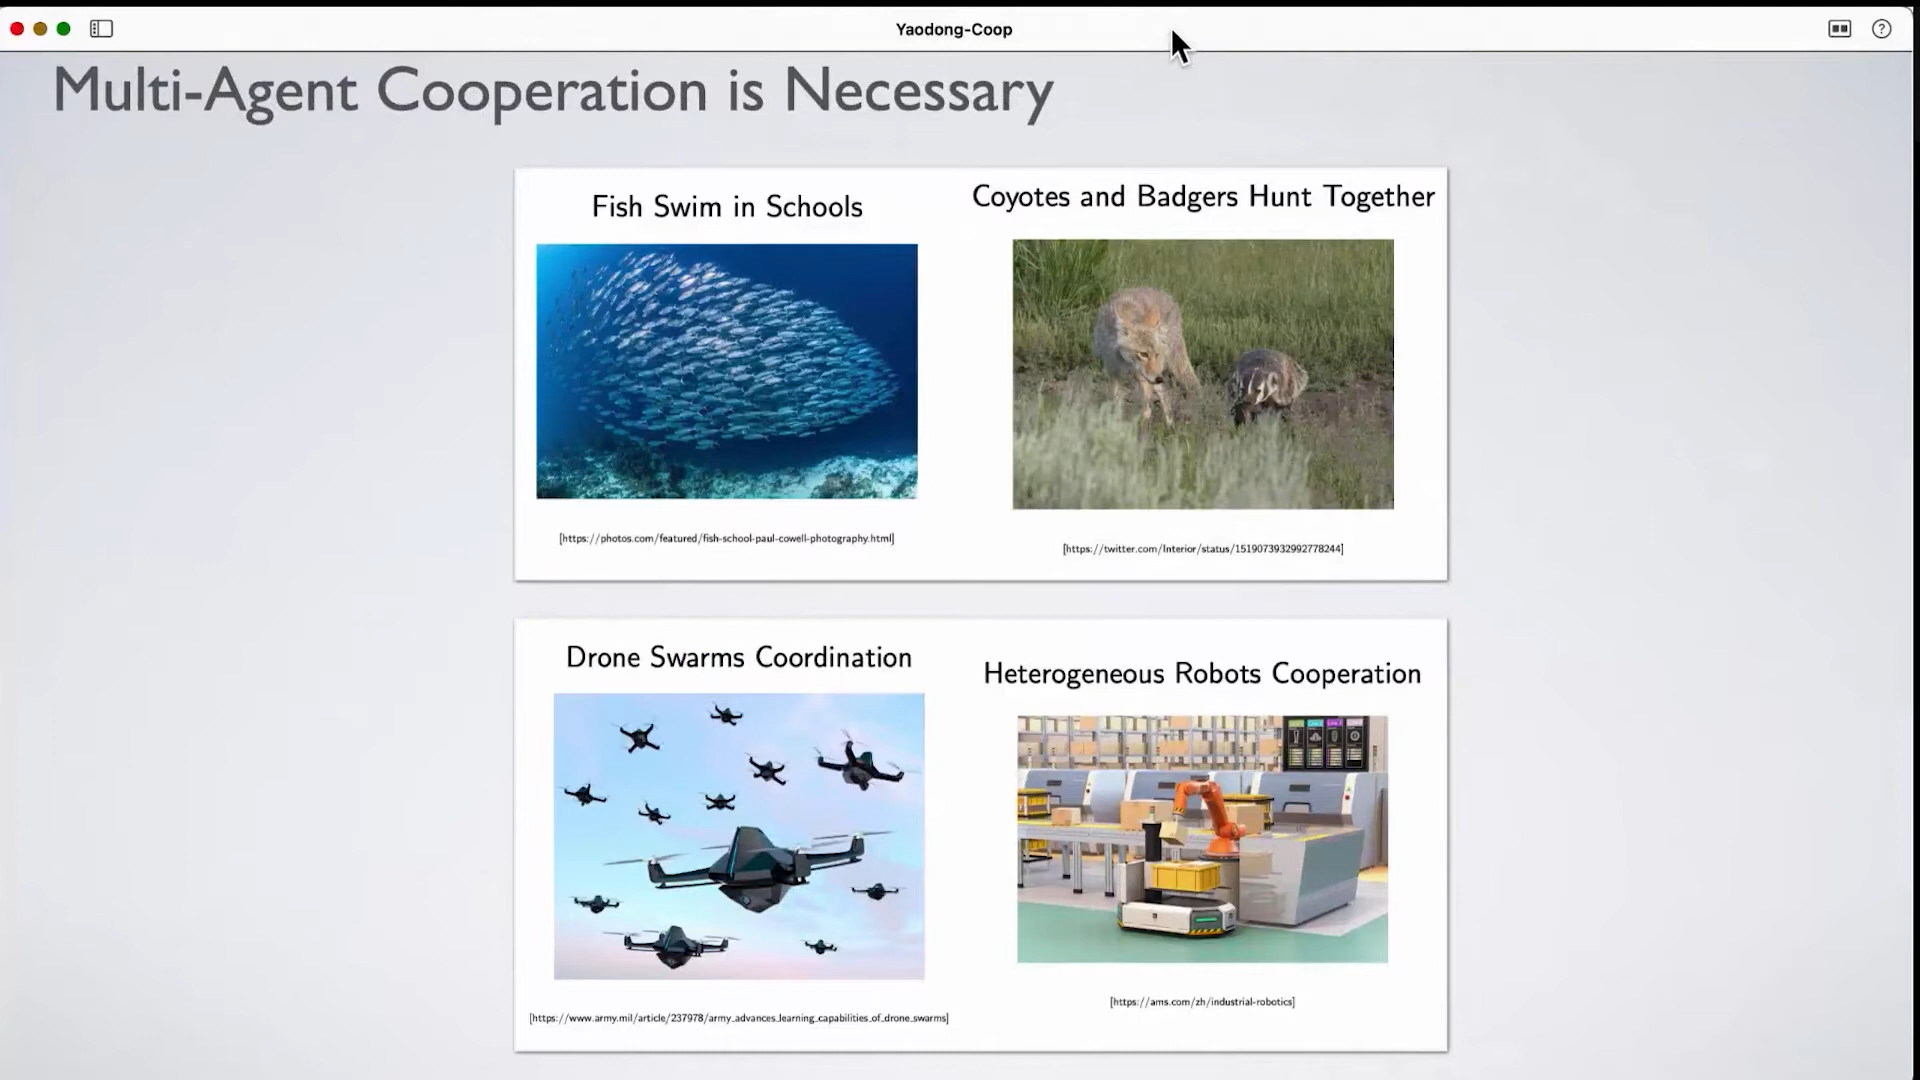 Yaodong-Coop
Multi-Agent Cooperation is Necessary
Fish Swim in Schools
Coyotes and Badgers Hunt Together
[https://photos.com/featured/fish-school-paul-cowell-photography.html]
[https://twitter.com/Interior/status/1519073932992778244]
Drone Swarms Coordination
Heterogeneous Robots Cooperation
[https://www.army.mil/article/237978/army_advances_learning_capabilities_of_drone_swarms]
[https://ams.com/zh/industrial-robotics]